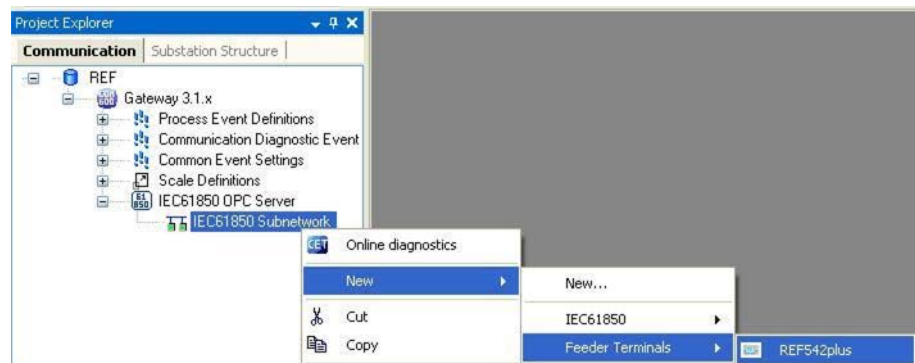 Project Explorer
Communication Substation Structure
REF
Gateway 3.1.x
Process Event Definitions
Communication Diagnostic Event
Common Event Settings
Scale Definitions
IEC61850 OPC Server
IEC61850 Subnetwork
Online diagnostics
New
Cut
Copy
New...
IEC61850
Feeder Terminals
REF542plus